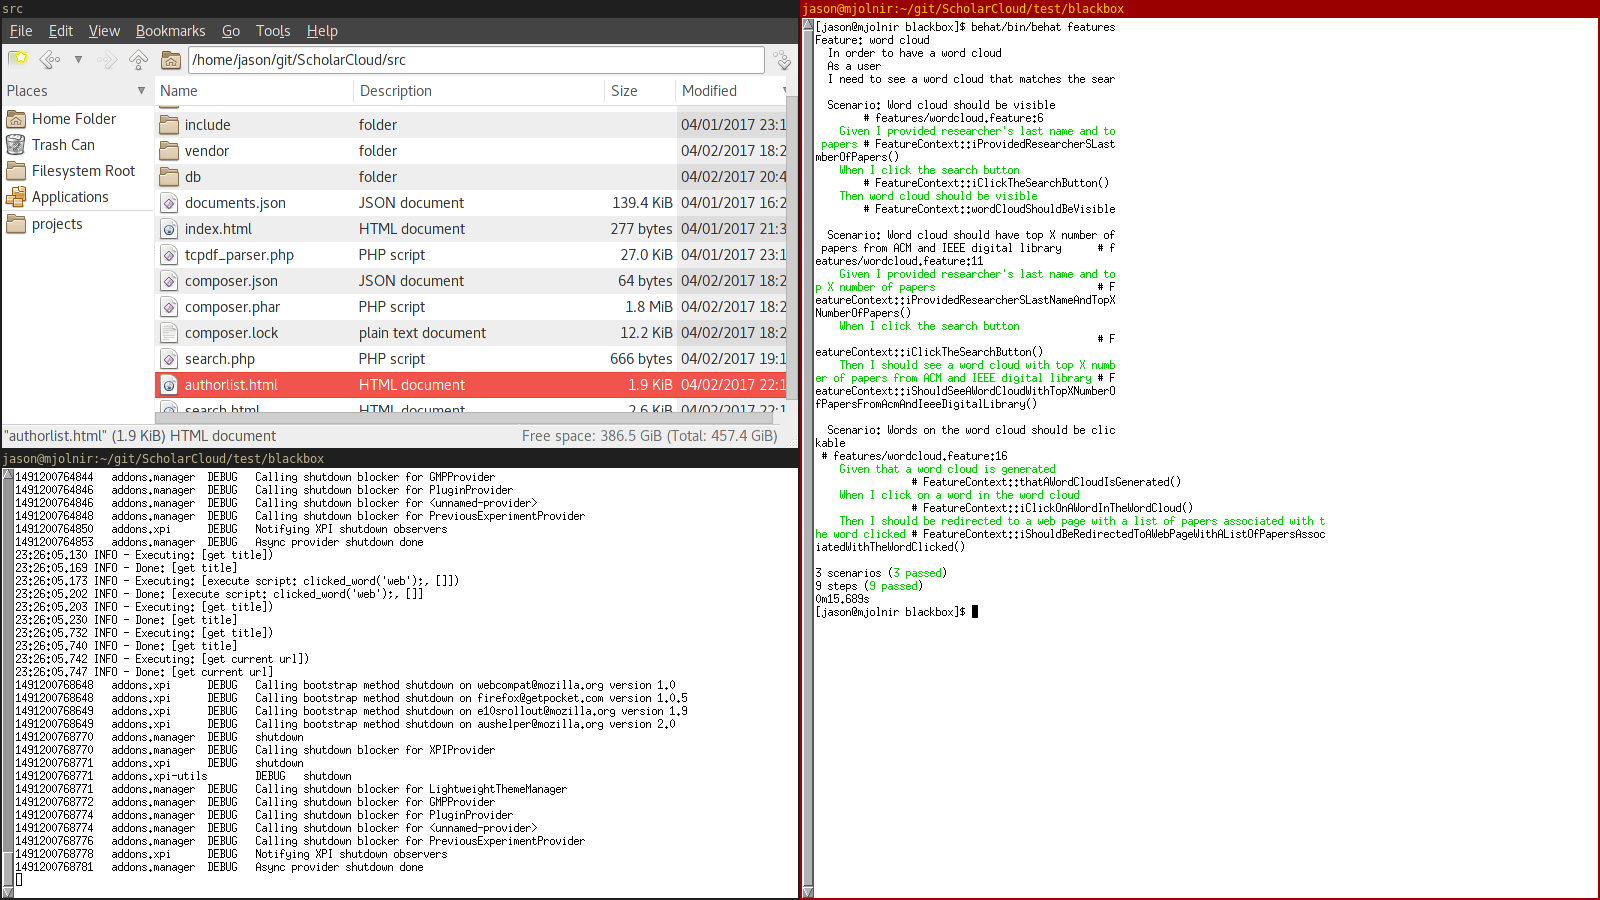 src
File Edit View Bookmarks Go Tools Help
/home/jason/git/ScholarCloud/src
Places
Home Folder
Trash Can
Filesystem Root
Applications
projects
Name Description Size Modified
include folder 04/01/2017 23:1
vendor folder 04/02/2017 18:2
db folder 04/02/2017 20:4
documents.json JSON document 139.4 KiB 04/01/2017 16:2
index.html HTML document 277 bytes 04/01/2017 21:3
tcpdf_parser.php PHP script 27.0 KiB 04/01/2017 23:1
composer.json JSON document 64 bytes 04/02/2017 18:2
composer.phar PHP script 1.8 MiB 04/02/2017 18:2
composer.lock plain text document 12.2 KiB 04/02/2017 18:2
search.php PHP script 666 bytes 04/02/2017 19:1
authorlist.html HTML document 1.9 KiB 04/02/2017 22:1
search.html HTML document 2.6 KiB 04/02/2017 22:1
"authorlist.html" (1.9 KiB) HTML document Free space: 386.5 GiB (Total: 457.4 GiB)
jason@mjolnir:~/git/ScholarCloud/test/blackbox
1491200764844 addons.manager DEBUG Calling shutdown blocker for GMPProvider
1491200764846 addons.manager DEBUG Calling shutdown blocker for PluginProvider
1491200764846 addons.manager DEBUG Calling shutdown blocker for <unnamed-provider>
1491200764848 addons.manager DEBUG Calling shutdown blocker for PreviousExperimentProvider
1491200764850 addons.xpi DEBUG Notifying XPI shutdown observers
1491200764853 addons.manager DEBUG Async provider shutdown done
23:26:05.130 INFO - Executing: [get title])
23:26:05.169 INFO - Done: [get title]
23:26:05.173 INFO - Executing: [execute script: clicked_word('web');, []])
23:26:05.202 INFO - Done: [execute script: clicked_word('web');, []]
23:26:05.203 INFO - Executing: [get title])
23:26:05.230 INFO - Done: [get title]
23:26:05.732 INFO - Executing: [get title])
23:26:05.740 INFO - Done: [get title]
23:26:05.742 INFO - Executing: [get current url])
23:26:05.747 INFO - Done: [get current url]
1491200768648 addons.xpi DEBUG Calling bootstrap method shutdown on webcompat@mozilla.org version 1.0
1491200768648 addons.xpi DEBUG Calling bootstrap method shutdown on firefox@getpocket.com version 1.0.5
1491200768649 addons.xpi DEBUG Calling bootstrap method shutdown on e10srollout@mozilla.org version 1.9
1491200768649 addons.xpi DEBUG Calling bootstrap method shutdown on aushelper@mozilla.org version 2.0
1491200768770 addons.manager DEBUG shutdown
1491200768770 addons.manager DEBUG Calling shutdown blocker for XPIProvider
1491200768771 addons.xpi DEBUG shutdown
1491200768771 addons.xpi-utils DEBUG shutdown
1491200768771 addons.manager DEBUG Calling shutdown blocker for LightweightThemeManager
1491200768772 addons.manager DEBUG Calling shutdown blocker for GMPProvider
1491200768774 addons.manager DEBUG Calling shutdown blocker for PluginProvider
1491200768774 addons.manager DEBUG Calling shutdown blocker for <unnamed-provider>
1491200768776 addons.manager DEBUG Calling shutdown blocker for PreviousExperimentProvider
1491200768778 addons.xpi DEBUG Notifying XPI shutdown observers
1491200768781 addons.manager DEBUG Async provider shutdown done
jason@mjolnir:~/git/ScholarCloud/test/blackbox
[jason@mjolnir blackbox]$ behat/bin/behat features
Feature: word cloud
In order to have a word cloud
As a user
I need to see a word cloud that matches the sear
Scenario: Word cloud should be visible
# features/wordcloud.feature:6
Given I provided researcher's last name and to
papers # FeatureContext::iProvidedResearcherSLast
mberOfPapers()
When I click the search button
# FeatureContext::iClickTheSearchButton()
Then word cloud should be visible
# FeatureContext::wordCloudShouldBeVisible
Scenario: Word cloud should have top X number of
papers from ACM and IEEE digital library # f
eatures/wordcloud.feature:11
Given I provided researcher's last name and to
p X number of papers # F
eatureContext::iProvidedResearcherSLastNameAndTopX
NumberOfPapers()
When I click the search button
# F
eatureContext::iClickTheSearchButton()
Then I should see a word cloud with top X numb
er of papers from ACM and IEEE digital library # F
eatureContext::iShouldSeeAWordCloudWithTopXNumberO
fPapersFromAcmAndIeeeDigitalLibrary()
Scenario: Words on the word cloud should be clic
kable
# features/wordcloud.feature:16
Given that a word cloud is generated
# FeatureContext::thatAWordCloudIsGenerated()
When I click on a word in the word cloud
# FeatureContext::iClickOnAWordInTheWordCloud()
Then I should be redirected to a web page with a list of papers associated with t
he word clicked # FeatureContext::iShouldBeRedirectedToAWebPageWithAListOfPapersAssoc
iatedWithTheWordClicked()
3 scenarios (3 passed)
9 steps (9 passed)
0m15.689s
[jason@mjolnir blackbox]$